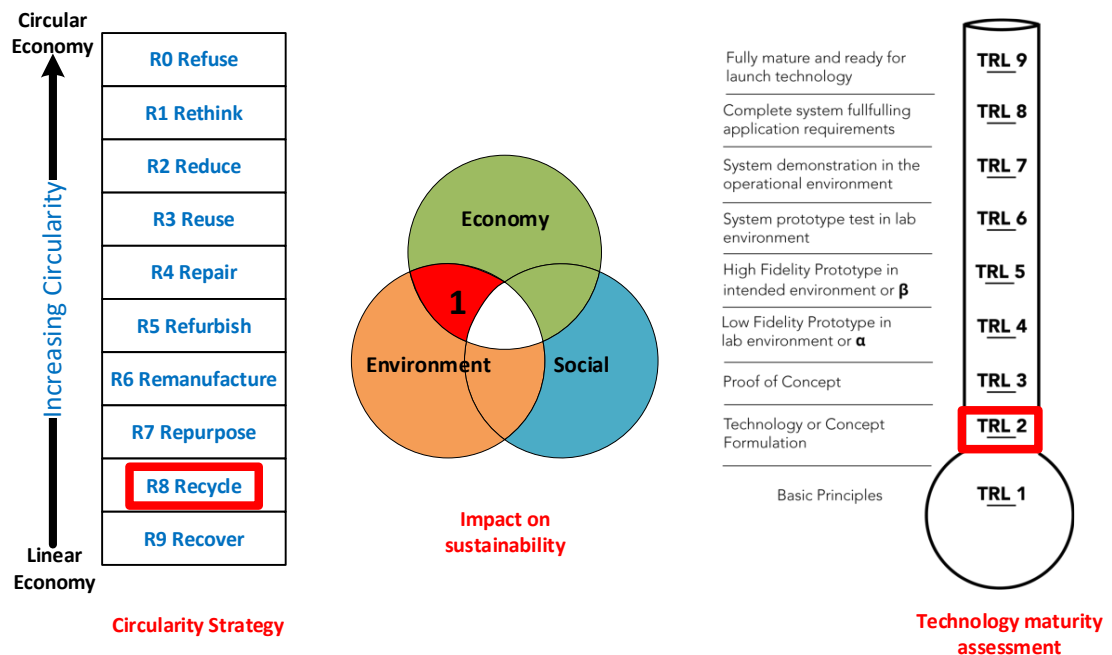 Circular
Economy
R0 Refuse
R1 Rethink
R2 Reduce
R3 Reuse
R4 Repair
R5 Refurbish
R6 Remanufacture
R7 Repurpose
R8 Recycle
R9 Recover
Increasing Circularity
Linear
Economy
Circularity Strategy
Economy
1
Environment
Social
Impact on
sustainability
Fully mature and ready for
launch technology
TRL 9
Complete system fullfulling
application requirements
TRL 8
System demonstration in the
operational environment
TRL 7
System prototype test in lab
environment
TRL 6
High Fidelity Prototype in
intended environment or β
TRL 5
Low Fidelity Prototype in
lab environment or α
TRL 4
Proof of Concept
TRL 3
Technology or Concept
Formulation
TRL 2
Basic Principles
TRL 1
Technology maturity
assessment